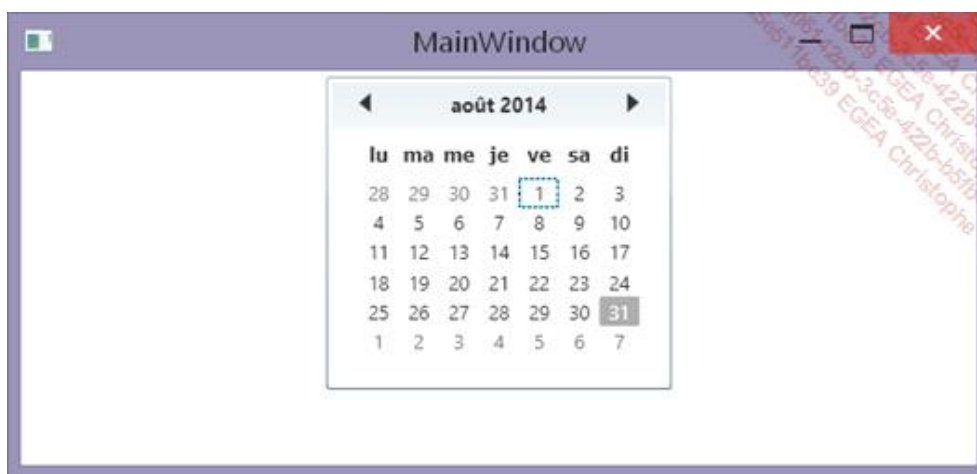 MainWindow
août 2014
lu ma me je ve sa di
28 29 30 31 1 2 3
4 5 6 7 8 9 10
11 12 13 14 15 16 17
18 19 20 21 22 23 24
25 26 27 28 29 30 31
1 2 3 4 5 6 7
EGEA Christophe